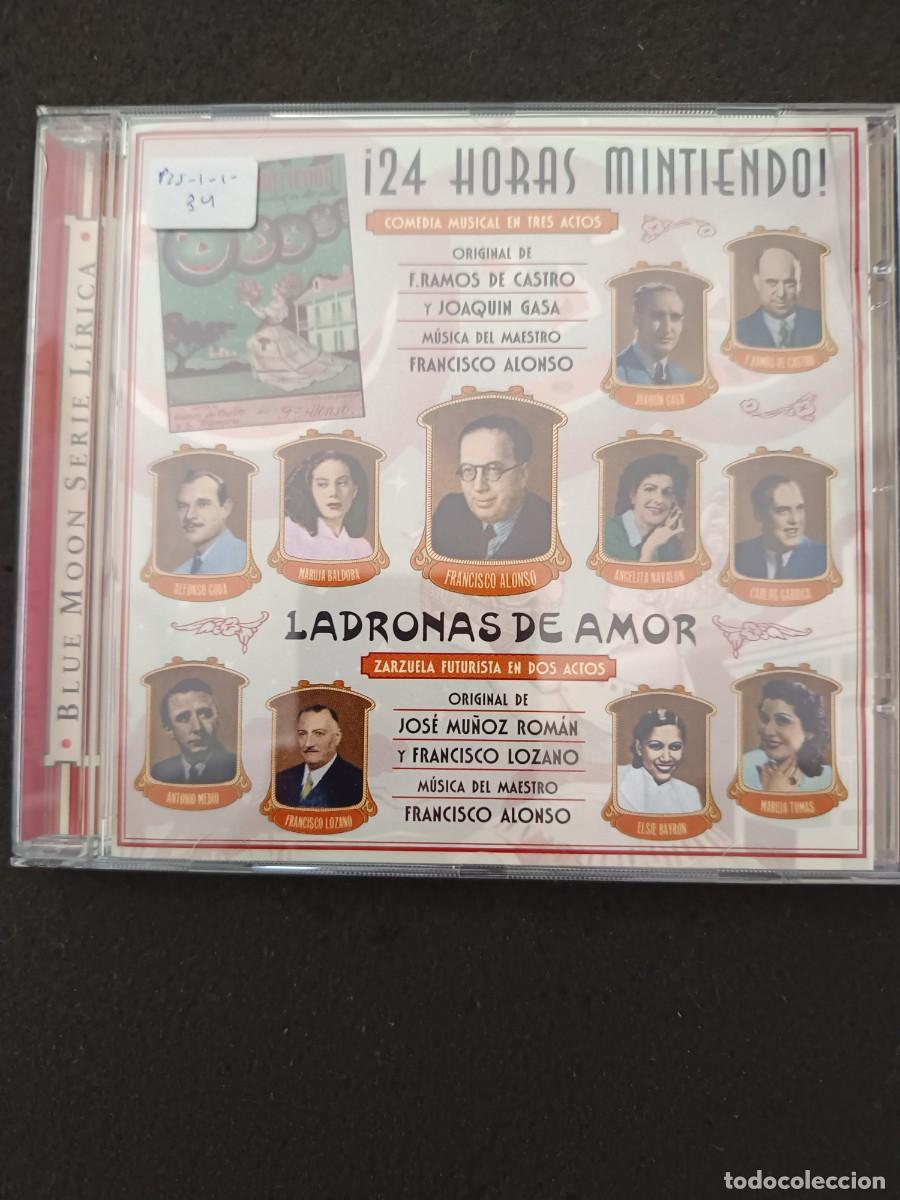 ¡24 HORAS MINTIENDO!
COMEDIA MUSICAL EN TRES ACTOS
ORIGINAL DE
F.RAMOS DE CASTRO
Y JOAQUIN GASA
MÚSICA DEL MAESTRO
FRANCISCO ALONSO
JOAQUÍN GASA
F. RAMOS DE CASTRO
ALFONSO GODA
MARUJA BALDOBA
FRANCISCO ALONSO
ANGELITA NAVALON
CARLOS GARRIGA
LADRONAS DE AMOR
ZARZUELA FUTURISTA EN DOS ACTOS
ORIGINAL DE
JOSÉ MUÑOZ ROMÁN
Y FRANCISCO LOZANO
MÚSICA DEL MAESTRO
FRANCISCO ALONSO
ANTONIO MEDIO
FRANCISCO LOZANO
ELSIE BAYRON
MARUJA TOMAS
BLUE MOON SERIE LÍRICA
todocoleccion